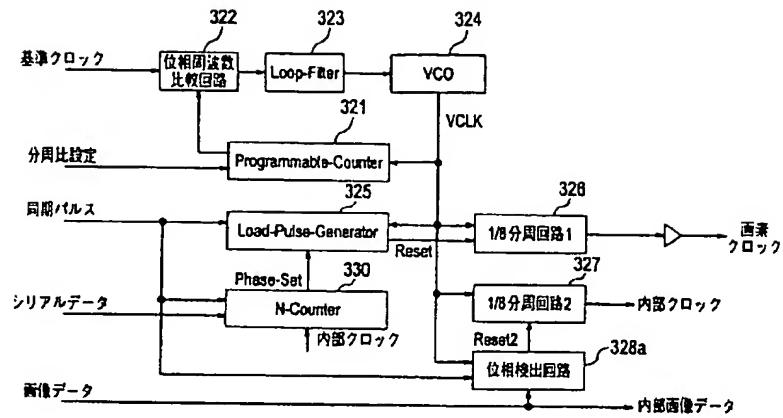 322
323
324
基準クロック
位相周波数
比較回路
Loop-Filter
VCO
VCLK
321
分周比設定
Programmable-Counter
325
326
同期パルス
Load-Pulse-Generator
Reset
1/8分周回路1
画素
クロック
Phase-Set
330
327
シリアルデータ
N-Counter
1/8分周回路2
内部クロック
内部クロック
Reset2
328a
位相検出回路
画像データ
内部画像データ